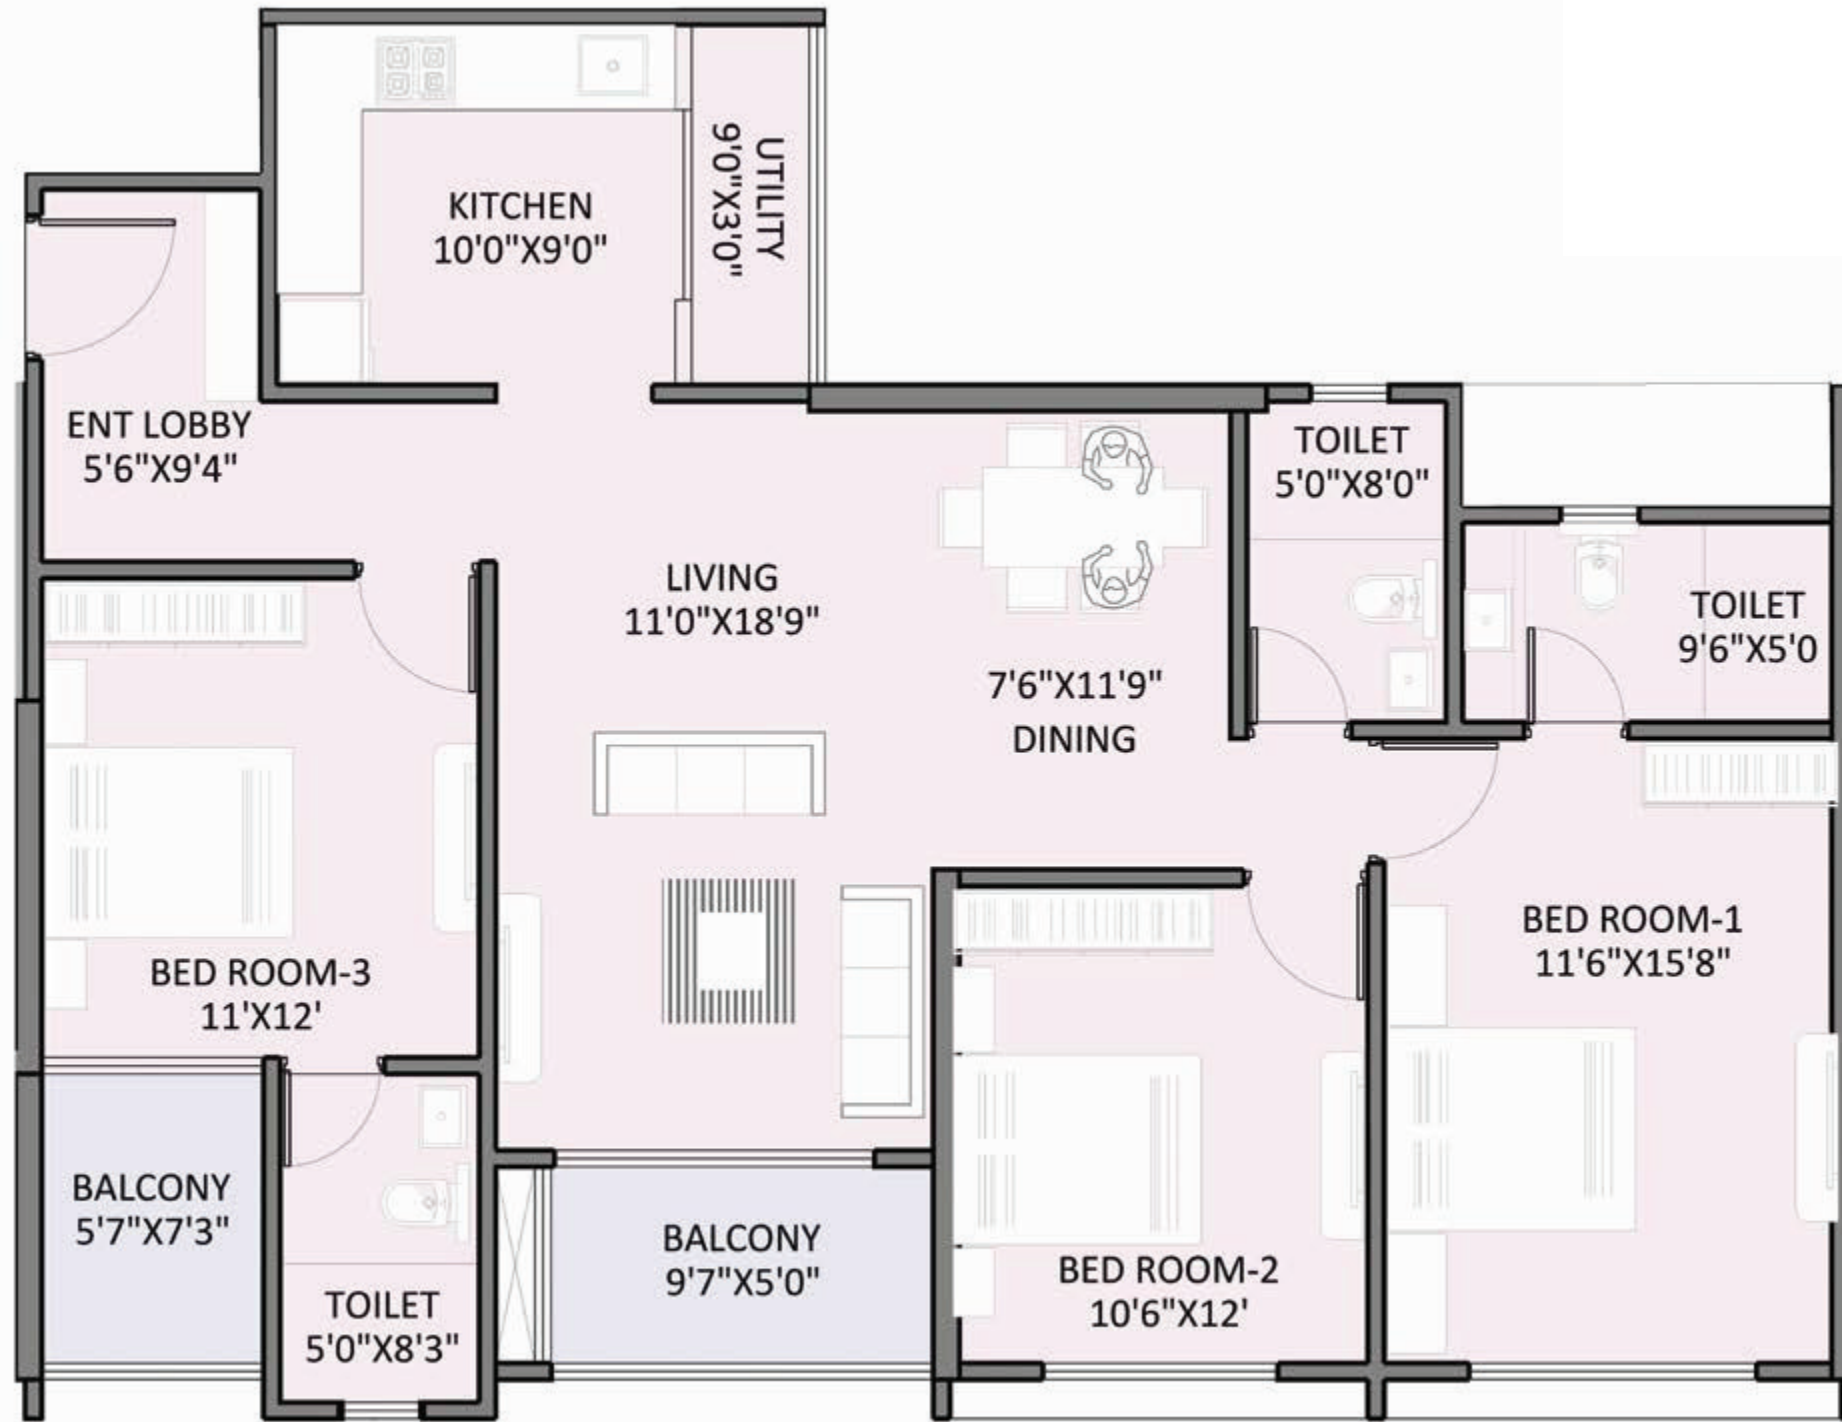 KITCHEN
10'0"X9'0"
UTILITY
9'0"X3'0"
ENT LOBBY
5'6"X9'4"
TOILET
5'0"X8'0"
LIVING
11'0"X18'9"
TOILET
9'6"X5'0
7'6"X11'9"
DINING
BED ROOM-1
11'6"X15'8"
BED ROOM-3
11'X12'
BALCONY
5'7"X7'3"
BALCONY
9'7"X5'0"
BED ROOM-2
10'6"X12'
TOILET
5'0"X8'3"